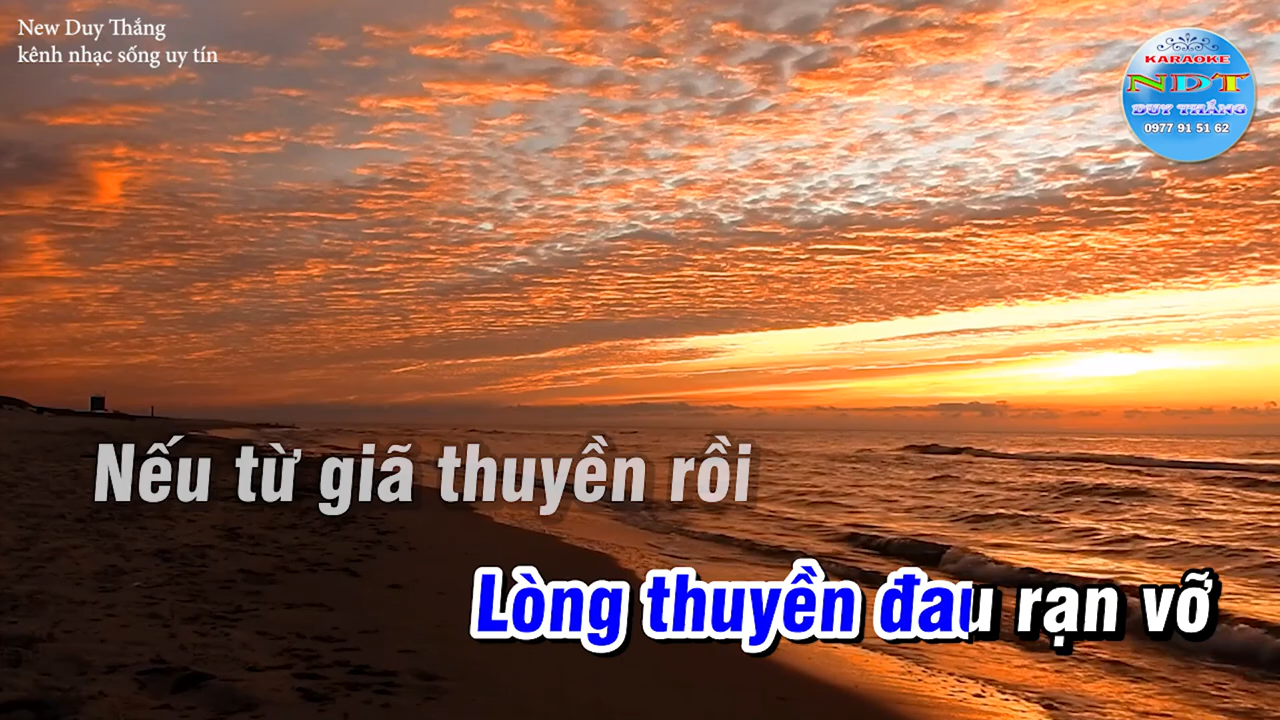 New Duy Thắng
kênh nhạc sống uy tín
KARAOKE
NDT
DUY THẮNG
0977 91 51 62
Nếu từ giã thuyền rồi
Lòng thuyền đau rạn vỡ